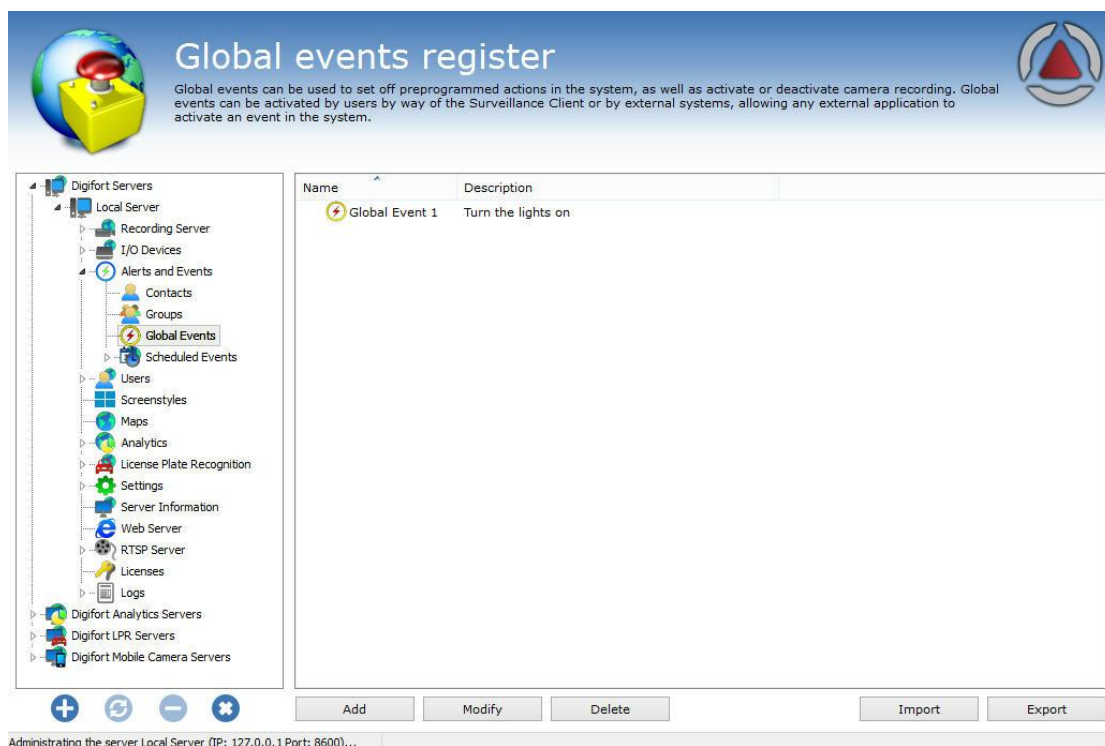 Global events register
Global events can be used to set off preprogrammed actions in the system, as well as activate or deactivate camera recording. Global
events can be activated by users by way of the Surveillance Client or by external systems, allowing any external application to
activate an event in the system.
Digifort Servers
Local Server
Recording Server
I/O Devices
Alerts and Events
Contacts
Groups
Global Events
Scheduled Events
Users
Screenstyles
Maps
Analytics
License Plate Recognition
Settings
Server Information
Web Server
RTSP Server
Licenses
Logs
Digifort Analytics Servers
Digifort LPR Servers
Digifort Mobile Camera Servers
Name Description
Global Event 1 Turn the lights on
Add Modify Delete Import Export
Administrating the server Local Server (IP: 127.0.0.1 Port: 8600)...